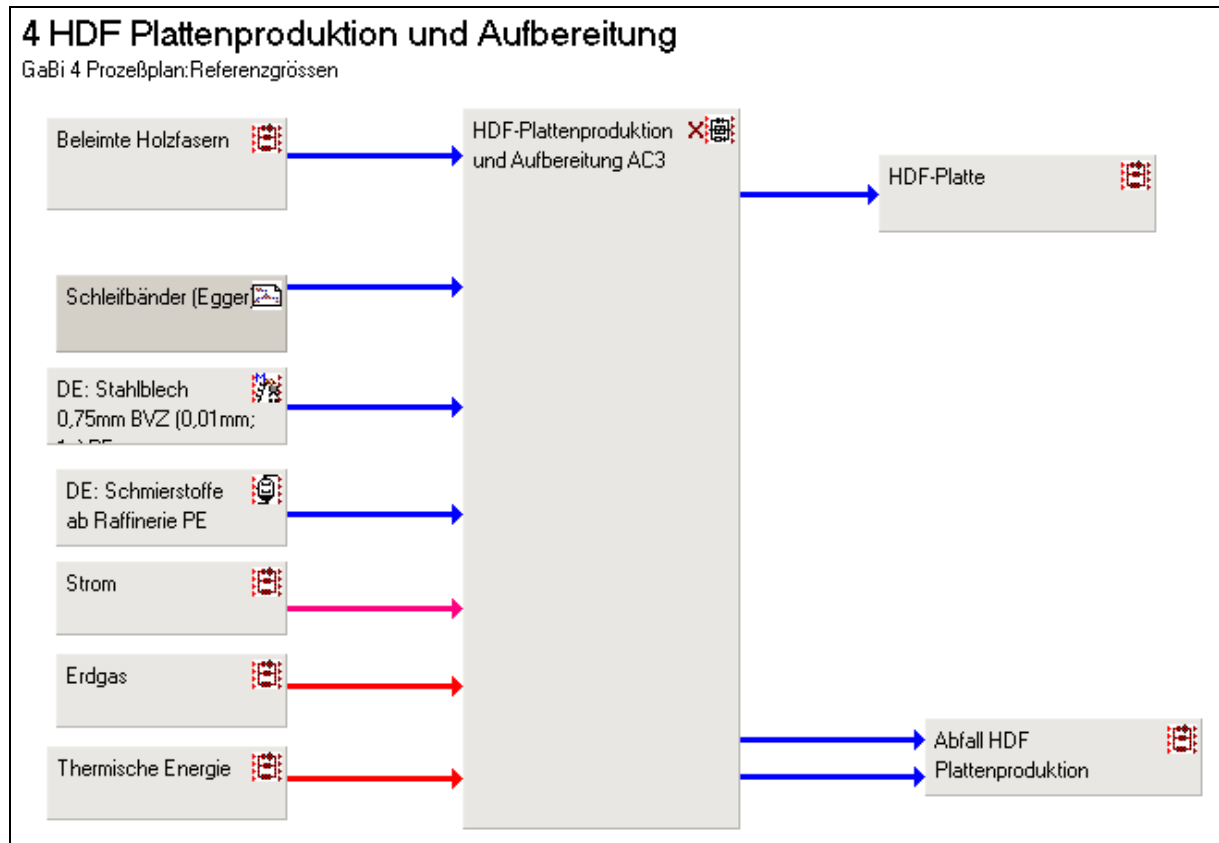 4 HDF Plattenproduktion und Aufbereitung
GaBi 4 Prozeßplan:Referenzgrössen
Beleimte Holzfasern
HDF-Plattenproduktion
und Aufbereitung AC3
HDF-Platte
Schleifbänder (Egger)
DE: Stahlblech
0,75mm BVZ (0,01mm;
DE: Schmierstoffe
ab Raffinerie PE
Strom
Erdgas
Thermische Energie
Abfall HDF
Plattenproduktion